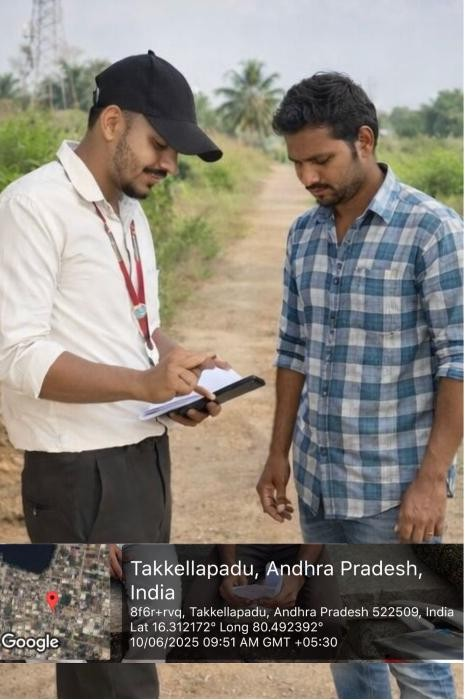 Takkellapadu, Andhra Pradesh,
India
8f6r+rvq, Takkellapadu, Andhra Pradesh 522509, India
Lat 16.312172° Long 80.492392°
10/06/2025 09:51 AM GMT +05:30
Google